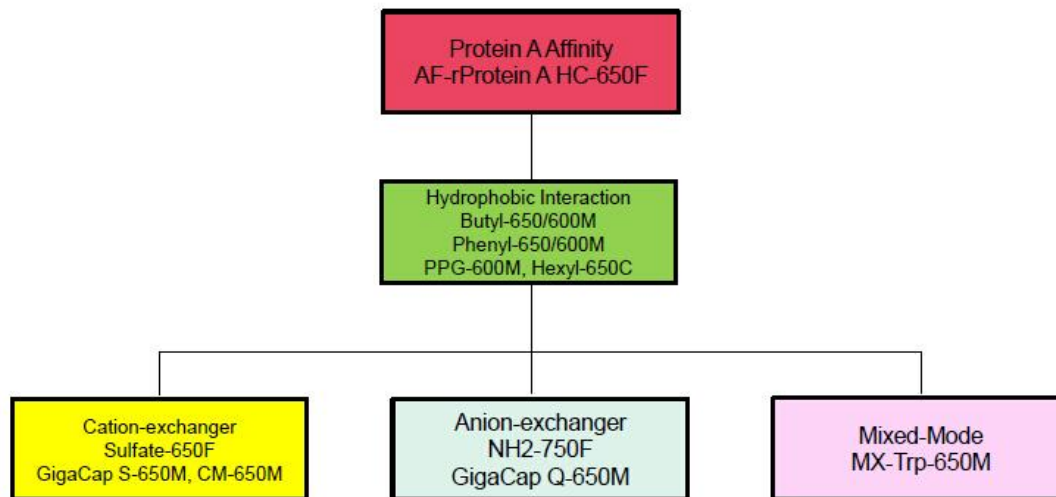 Protein A Affinity
AF-rProtein A HC-650F
Hydrophobic Interaction
Butyl-650/600M
Phenyl-650/600M
PPG-600M, Hexyl-650C
Cation-exchanger
Sulfate-650F
GigaCap S-650M, CM-650M
Anion-exchanger
NH2-750F
GigaCap Q-650M
Mixed-Mode
MX-Trp-650M